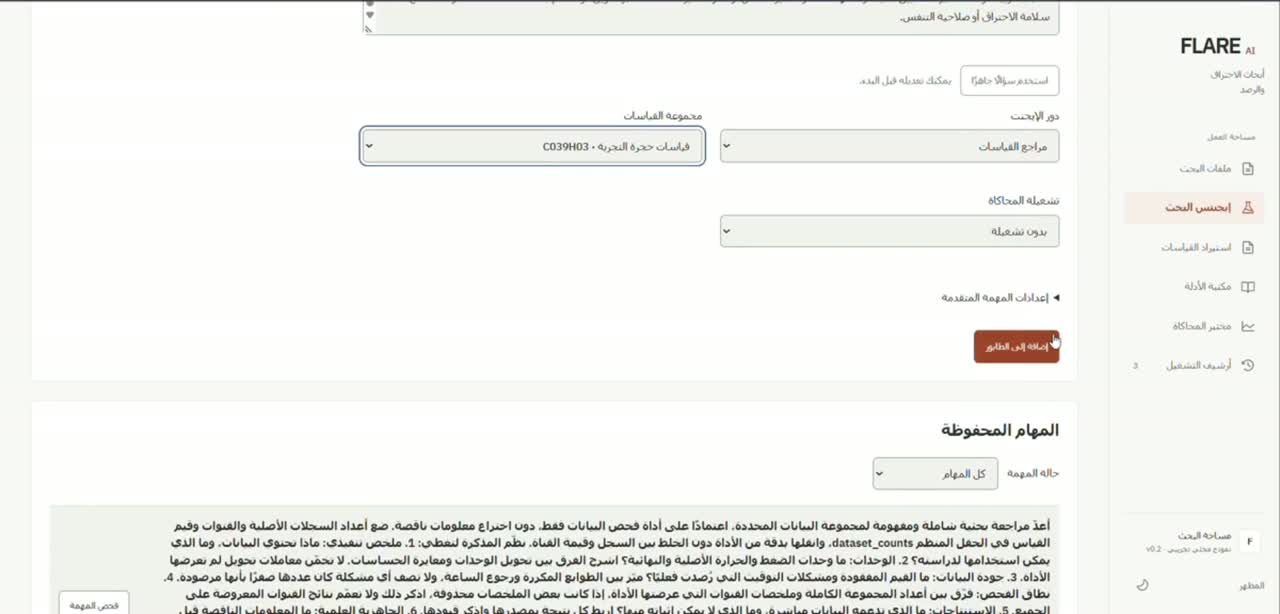 سلامة الاحتراق أو صلاحية التنفس.
استخدم سؤالًا جاهزًا
يمكنك تعديله قبل البدء.
دور الإيجنت
مجموعة القياسات
مراجع القياسات
قياسات حجرة التجربة · C039H03
تشغيلة المحاكاة
بدون تشغيلة
إعدادات المهمة المتقدمة
إضافة إلى الطابور
المهام المحفوظة
حالة المهمة
كل المهام
أعدّ مراجعة بحثية شاملة ومفهومة لمجموعة البيانات المحددة، اعتمادًا على أداة فحص البيانات فقط، دون اختراع معلومات ناقصة. ضع أعداد السجلات الأصلية والقنوات وقيم
القياس في الحقل المنظم dataset_counts، وانقلها بدقة من الأداة دون الخلط بين السجل وقيمة القناة. نظّم المذكرة لتغطي: 1. ملخص تنفيذي: ماذا تحتوي البيانات، وما الذي
يمكن استخدامها لدراسته؟ 2. الوحدات: ما وحدات الضغط والحرارة الأصلية والنهائية؟ اشرح الفرق بين تحويل الوحدات ومعايرة الحساسات. لا تخمّن معاملات تحويل لم تعرضها
الأداة. 3. جودة البيانات: ما القيم المفقودة ومشكلات التوقيت التي رُصدت فعليًا؟ ميّز بين الطوابع المكررة ورجوع الساعة، ولا تصف أي مشكلة كان عددها صفرًا بأنها مرصودة. 4.
نطاق الفحص: فرّق بين أعداد المجموعة الكاملة وملخصات القنوات التي عرضتها الأداة. إذا كانت بعض الملخصات محذوفة، اذكر ذلك ولا تعمّم نتائج القنوات المعروضة على
الجميع. 5. الاستنتاجات: ما الذي تدعمه البيانات مباشرة، وما الذي لا يمكن إثباته منها؟ اربط كل نتيجة بمصدرها واذكر قيودها. 6. الجاهزية العلمية: ما المعلومات الناقصة قبل
فحص المهمة
FLARE AI
أبحاث الاحتراق
والرصد
مساحة العمل
ملفات البحث
إيجنتس البحث
استيراد القياسات
مكتبة الأدلة
مختبر المحاكاة
أرشيف التشغيل
3
F
مساحة البحث
نموذج محلي تجريبي · v0.2
المظهر